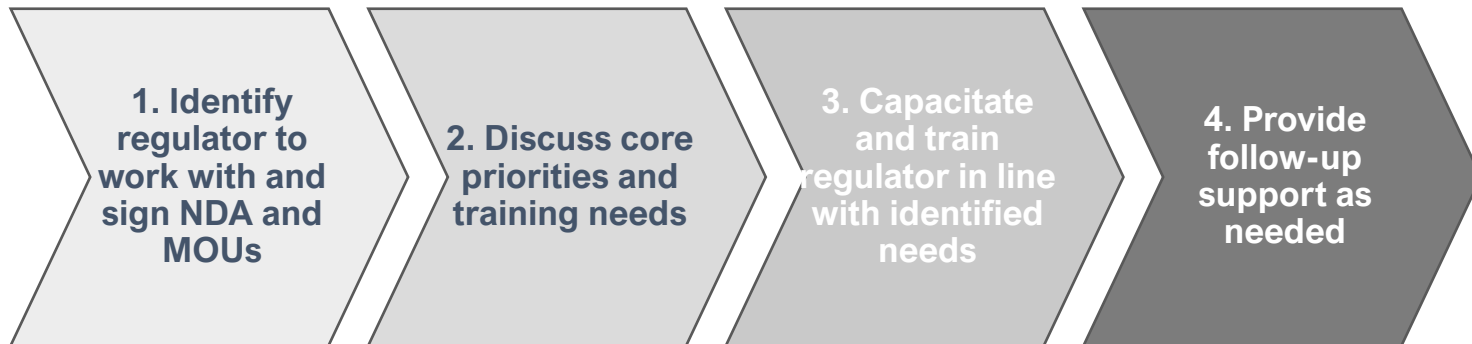 1. Identify
regulator to
work with and
sign NDA and
MOUs
2. Discuss core
priorities and
training needs
3. Capacitate
and train
regulator in line
with identified
needs
4. Provide
follow-up
support as
needed